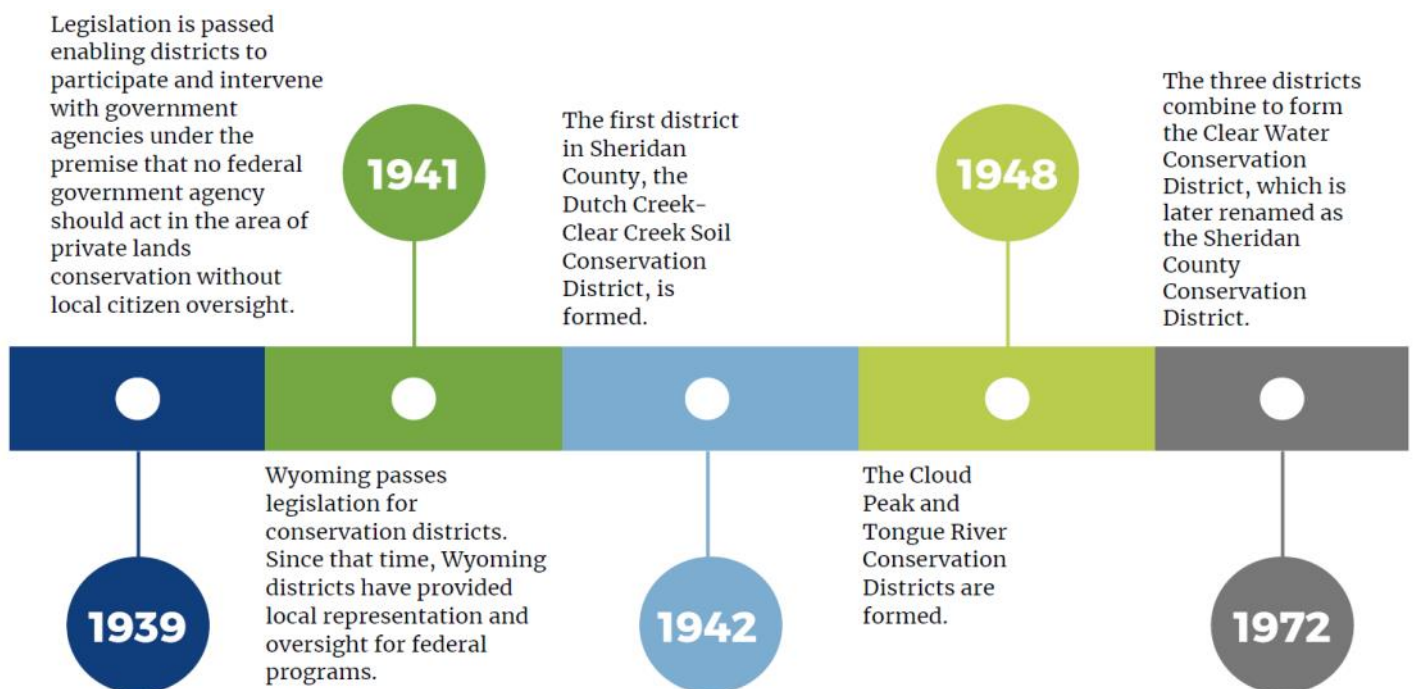 Legislation is passed
enabling districts to
participate and intervene
with government
agencies under the
premise that no federal
government agency
should act in the area of
private lands
conservation without
local citizen oversight.
1939
1941
Wyoming passes
legislation for
conservation districts.
Since that time, Wyoming
districts have provided
local representation and
oversight for federal
programs.
The first district
in Sheridan
County, the
Dutch Creek-
Clear Creek Soil
Conservation
District, is
formed.
1942
1948
The Cloud
Peak and
Tongue River
Conservation
Districts are
formed.
The three districts
combine to form
the Clear Water
Conservation
District, which is
later renamed as
the Sheridan
County
Conservation
District.
1972